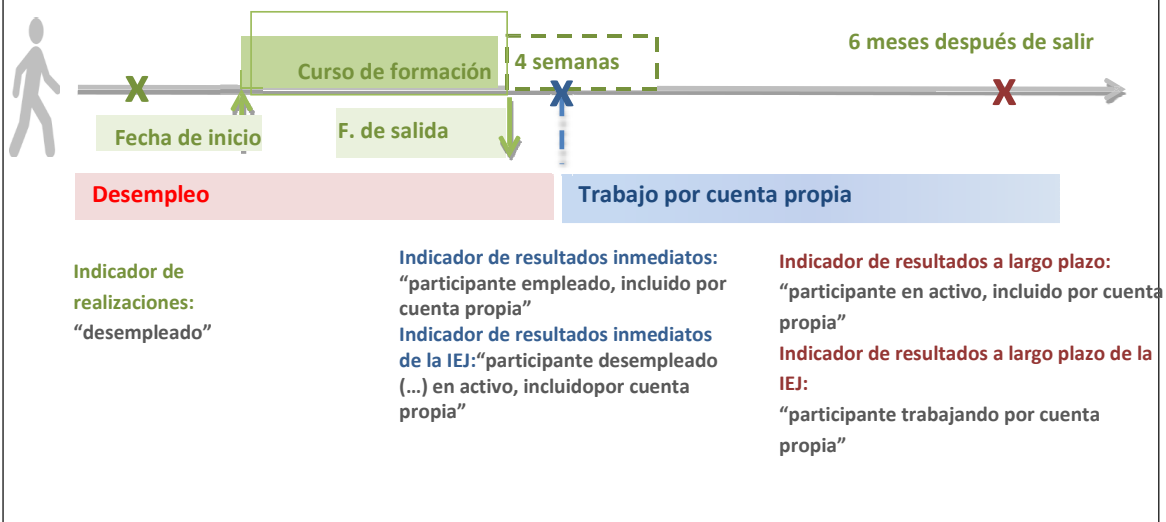 6 meses después de salir
4 semanas
Curso de formación
X
X
X
Fecha de inicio
F. de salida
Desempleo
Trabajo por cuenta propia
Indicador de
realizaciones:
“desempleado”
Indicador de resultados inmediatos:
“participante empleado, incluido por
cuenta propia”
Indicador de resultados inmediatos
de la IEJ:“participante desempleado
(…) en activo, incluidopor cuenta
propia”
Indicador de resultados a largo plazo:
“participante en activo, incluido por cuenta
propia”
Indicador de resultados a largo plazo de la
IEJ:
“participante trabajando por cuenta
propia”